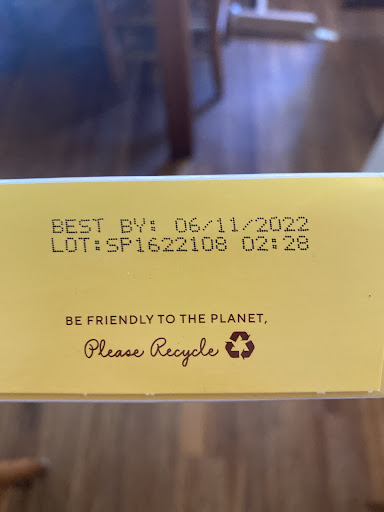 BEST BY: 06/11/2022
LOT:SP1622108 02:28
BE FRIENDLY TO THE PLANET,
Please Recycle